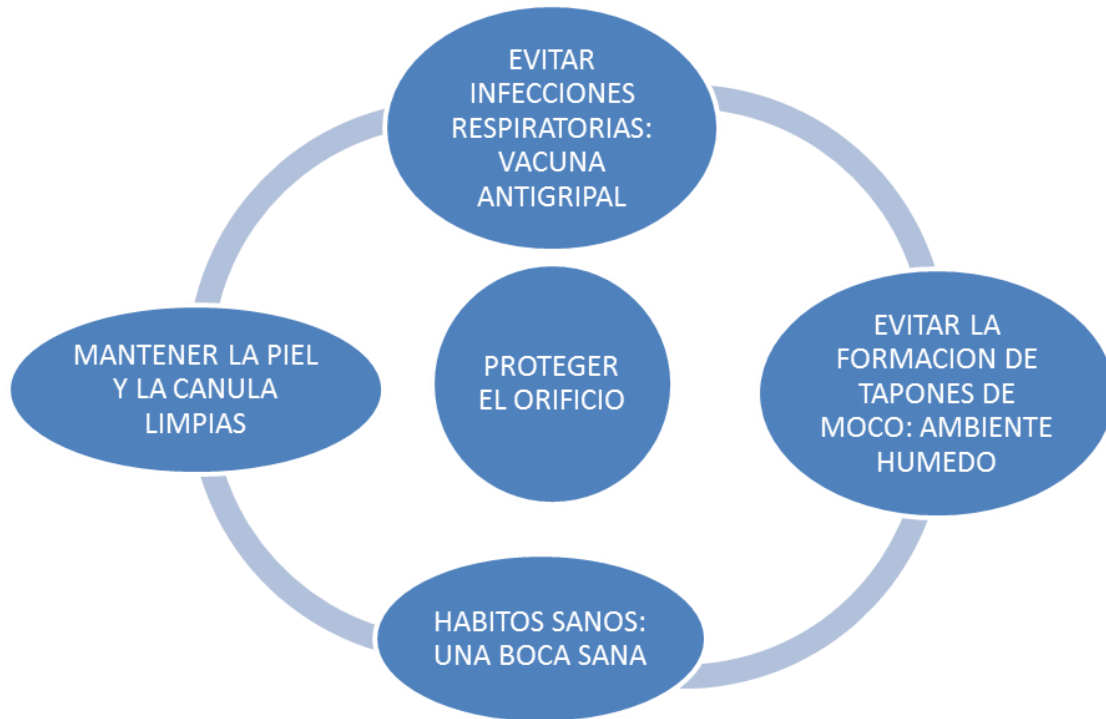 EVITAR
INFECCIONES
RESPIRATORIAS:
VACUNA
ANTIGRIPAL
MANTENER LA PIEL
Y LA CANULA
LIMPIAS
PROTEGER
EL ORIFICIO
EVITAR LA
FORMACION DE
TAPONES DE
MOCO: AMBIENTE
HUMEDO
HABITOS SANOS:
UNA BOCA SANA